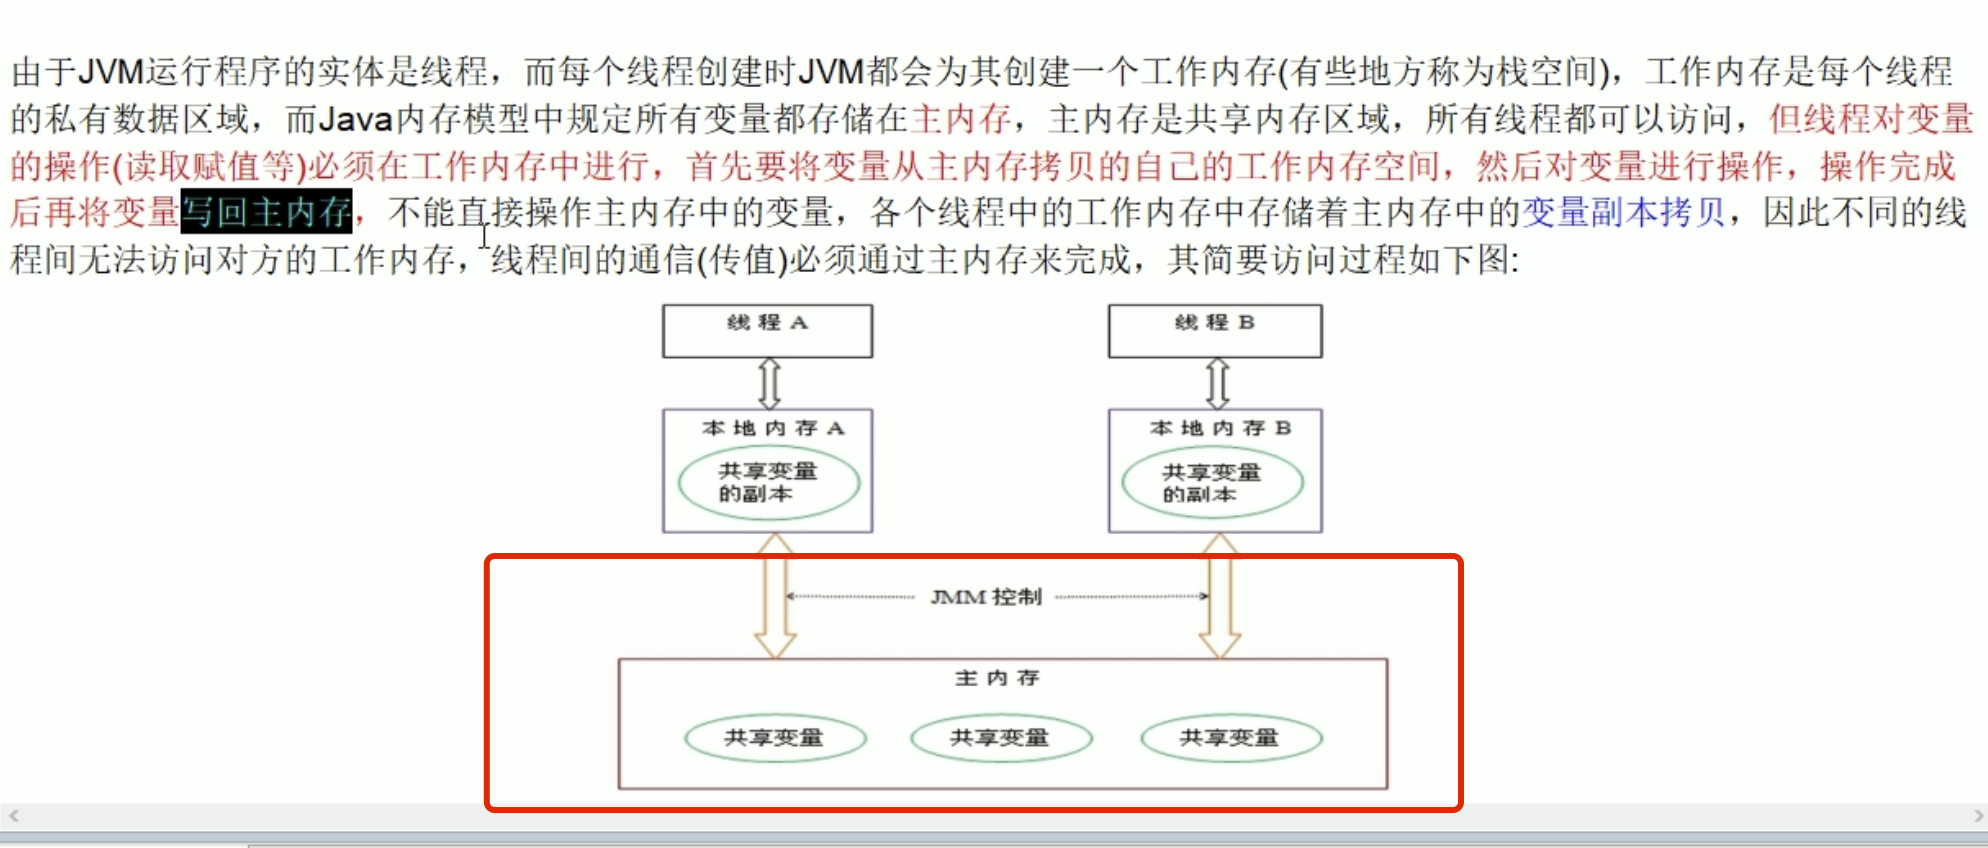 由于JVM运行程序的实体是线程，而每个线程创建时JVM都会为其创建一个工作内存(有些地方称为栈空间)，工作内存是每个线程
的私有数据区域，而Java内存模型中规定所有变量都存储在主内存，主内存是共享内存区域，所有线程都可以访问，但线程对变量
的操作(读取赋值等)必须在工作内存中进行，首先要将变量从主内存拷贝的自己的工作内存空间，然后对变量进行操作，操作完成
后再将变量写回主内存，不能直接操作主内存中的变量，各个线程中的工作内存中存储着主内存中的变量副本拷贝，因此不同的线
程间无法访问对方的工作内存，线程间的通信(传值)必须通过主内存来完成，其简要访问过程如下图:
线程A
线程B
本地内存A
本地内存B
共享变量
的副本
共享变量
的副本
JMM控制
主内存
共享变量
共享变量
共享变量